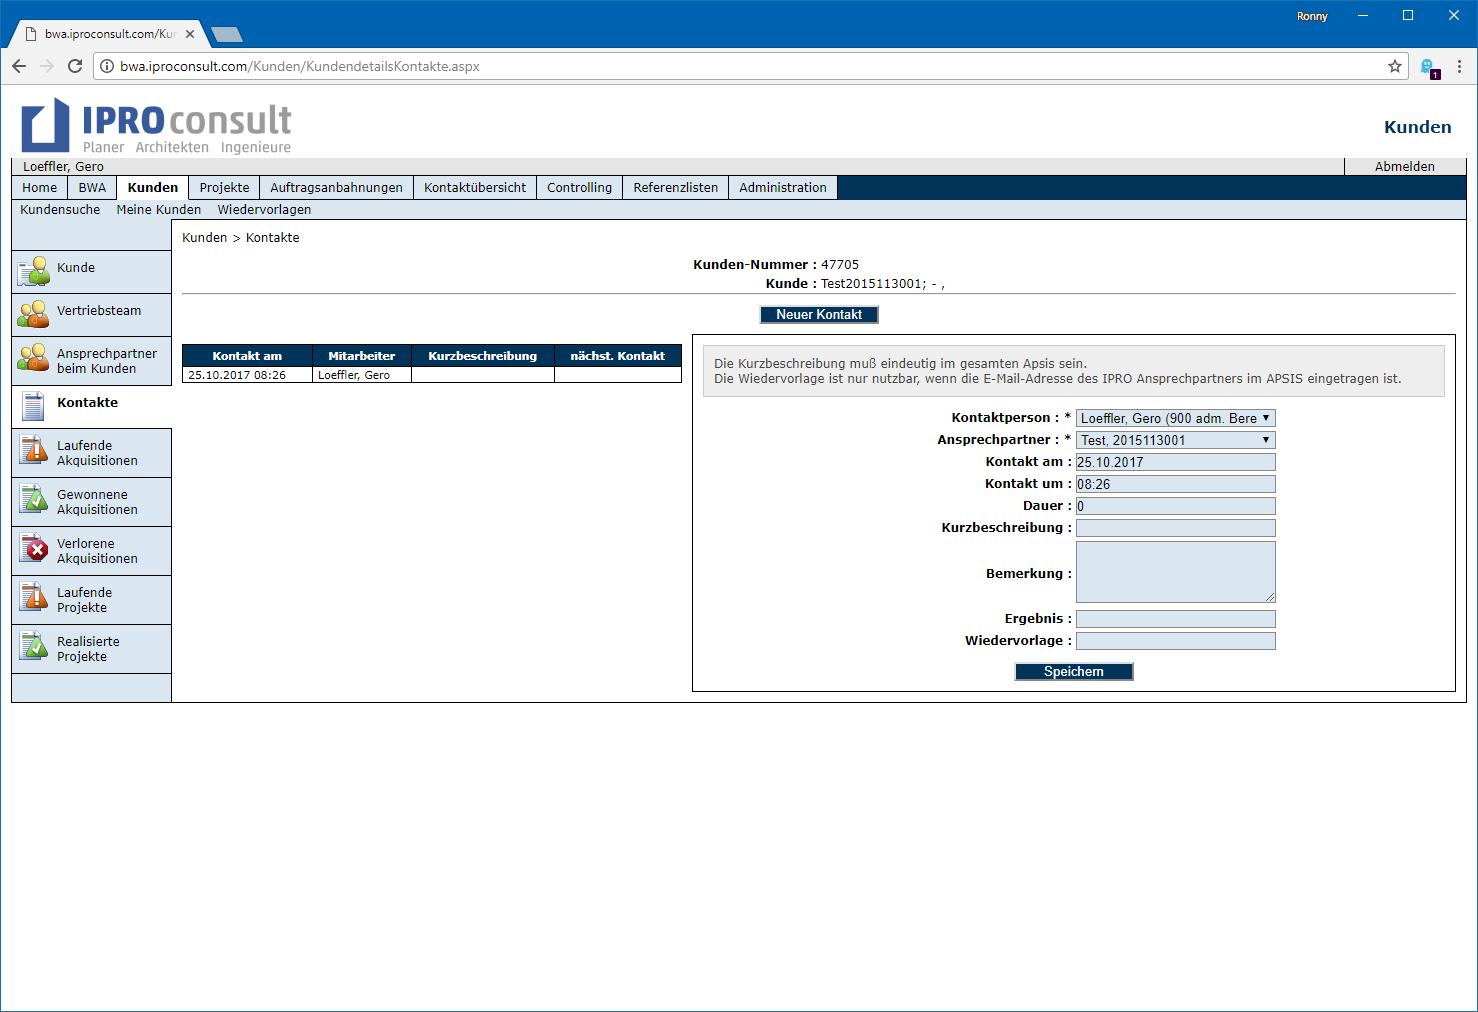 Ronny
bwa.iproconsult.com/Kun
bwa.iproconsult.com/Kunden/KundendetailsKontakte.aspx
1
IPROconsult
Planer Architekten Ingenieure
Kunden
Loeffler, Gero
Abmelden
Home BWA Kunden Projekte Auftragsanbahnungen Kontaktübersicht Controlling Referenzlisten Administration
Kundensuche Meine Kunden Wiedervorlagen
Kunden > Kontakte
Kunde
Vertriebsteam
Ansprechpartner
beim Kunden
Kontakte
Laufende
Akquisitionen
Gewonnene
Akquisitionen
Verlorene
Akquisitionen
Laufende
Projekte
Realisierte
Projekte
Kunden-Nummer : 47705
Kunde : Test2015113001; - ,
Neuer Kontakt
Kontakt am Mitarbeiter Kurzbeschreibung nächst. Kontakt
25.10.2017 08:26 Loeffler, Gero
Die Kurzbeschreibung muß eindeutig im gesamten Apsis sein.
Die Wiedervorlage ist nur nutzbar, wenn die E-Mail-Adresse des IPRO Ansprechpartners im APSIS eingetragen ist.
Kontaktperson : * Loeffler, Gero (900 adm. Bere
Ansprechpartner : * Test, 2015113001
Kontakt am : 25.10.2017
Kontakt um : 08:26
Dauer : 0
Kurzbeschreibung :
Bemerkung :
Ergebnis :
Wiedervorlage :
Speichern